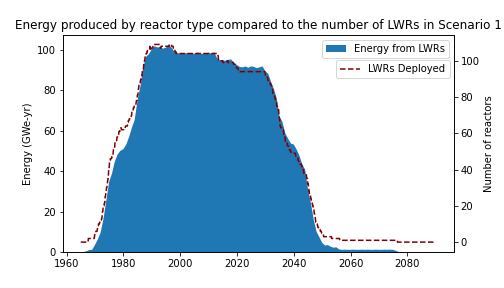 Energy produced by reactor type compared to the number of LWRs in Scenario 1
Energy from LWRs
LWRs Deployed
Energy (GWe-yr)
100
80
60
40
20
0
Number of reactors
100
80
60
40
20
0
1960 1980 2000 2020 2040 2060 2080